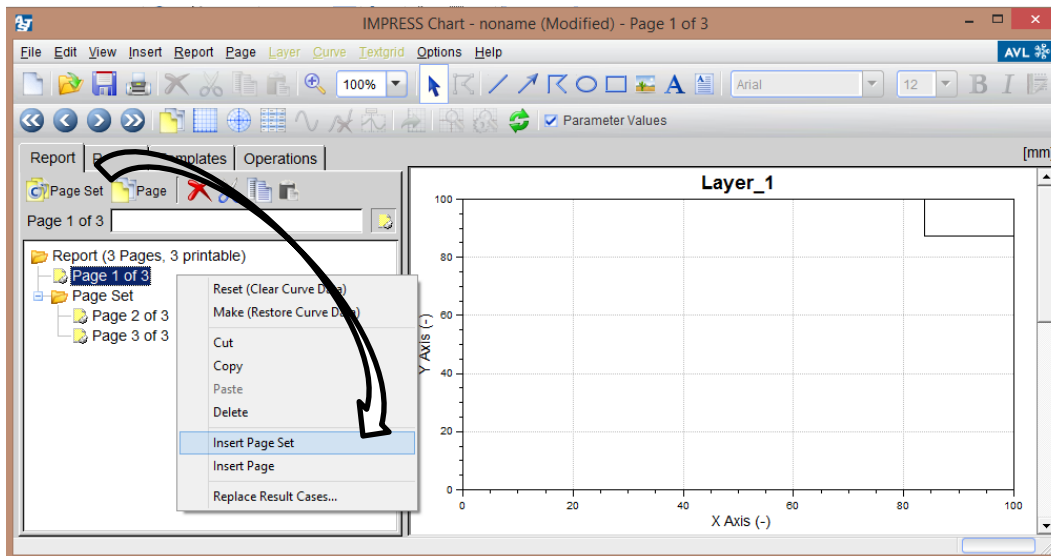 IMPRESS Chart - noname (Modified) - Page 1 of 3
File Edit View Insert Report Page Layer Curve Textgrid Options Help
AVL
100%
A
Arial
12
B I
Parameter Values
Report
Templates
Operations
[mm]
Page Set
Page
Page 1 of 3
Report (3 Pages, 3 printable)
Page 1 of 3
Page Set
Page 2 of 3
Page 3 of 3
Reset (Clear Curve Data)
Make (Restore Curve Data)
Cut
Copy
Paste
Delete
Insert Page Set
Insert Page
Replace Result Cases...
Layer_1
100
80
60
40
20
0
Y Axis (-)
0 20 40 60 80 100
X Axis (-)